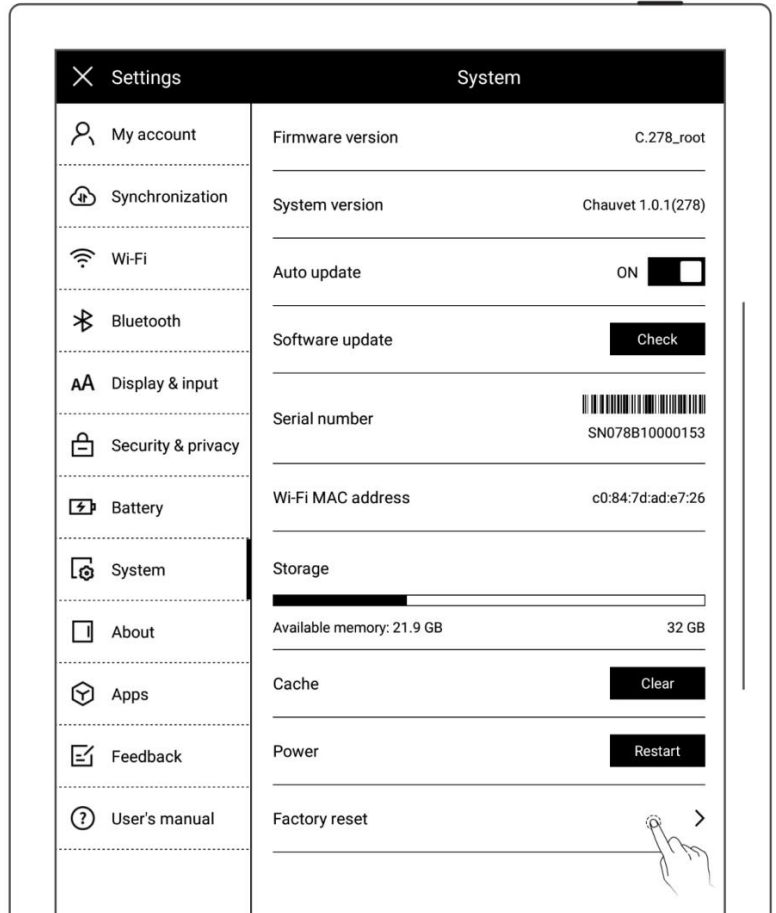 Settings
System
My account
Synchronization
Wi-Fi
Bluetooth
AA Display & input
Security & privacy
Battery
System
About
Apps
Feedback
? User's manual
Firmware version C.278_root
System version Chauvet 1.0.1(278)
Auto update ON
Software update Check
Serial number
SN078B10000153
Wi-Fi MAC address c0:84:7d:ad:e7:26
Storage
Available memory: 21.9 GB 32 GB
Cache Clear
Power Restart
Factory reset